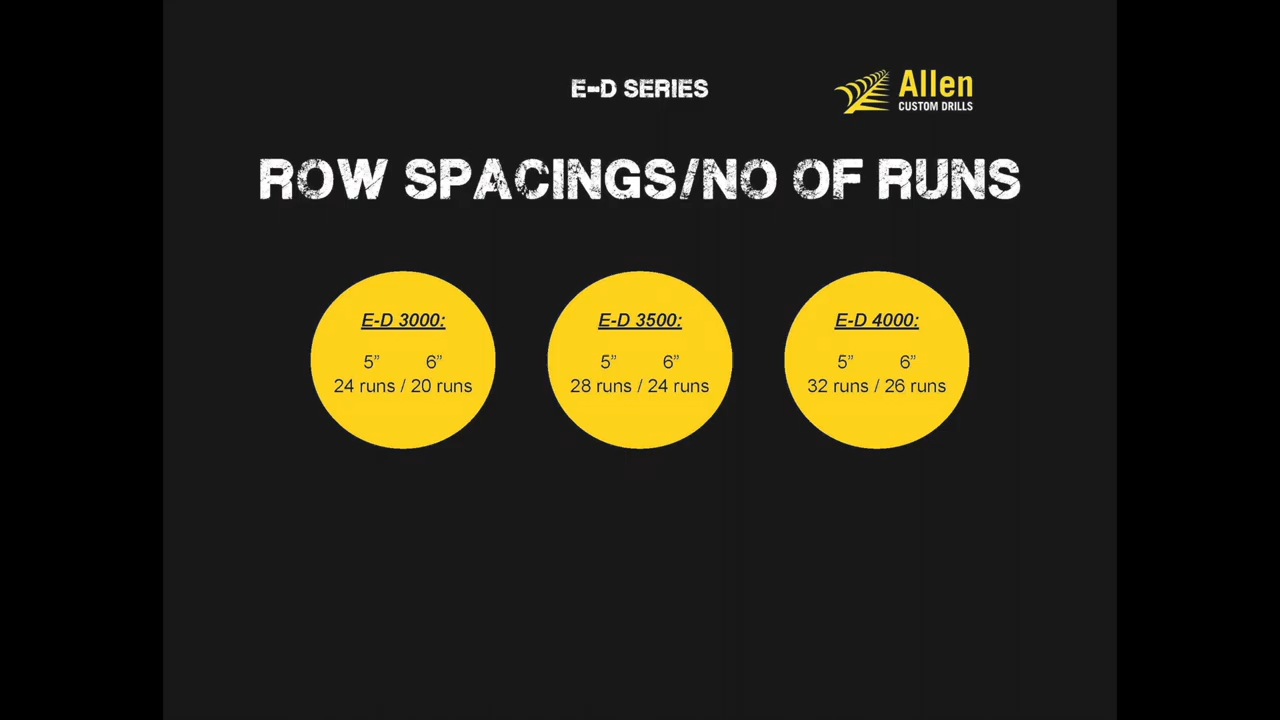 E-D SERIES
Allen
CUSTOM DRILLS
ROW SPACINGS/NO OF RUNS
E-D 3000:
5” 6”
24 runs / 20 runs
E-D 3500:
5” 6”
28 runs / 24 runs
E-D 4000:
5” 6”
32 runs / 26 runs